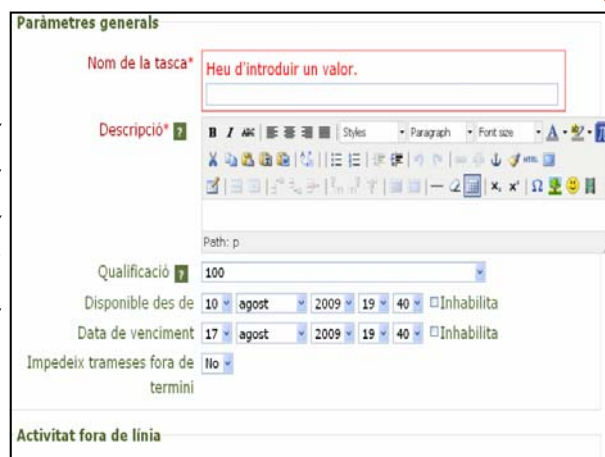 Paràmetres generals
Nom de la tasca*
Heu d'introduir un valor.
Descripció* ?
B I ABC Styles Paragraph Font size A
HTML
x, x' Ω
Path: p
Qualificació ? 100
Disponible des de 10 agost 2009 19 40 Inhabilita
Data de venciment 17 agost 2009 19 40 Inhabilita
Impedeix trameses fora de
termini
No
Activitat fora de línia